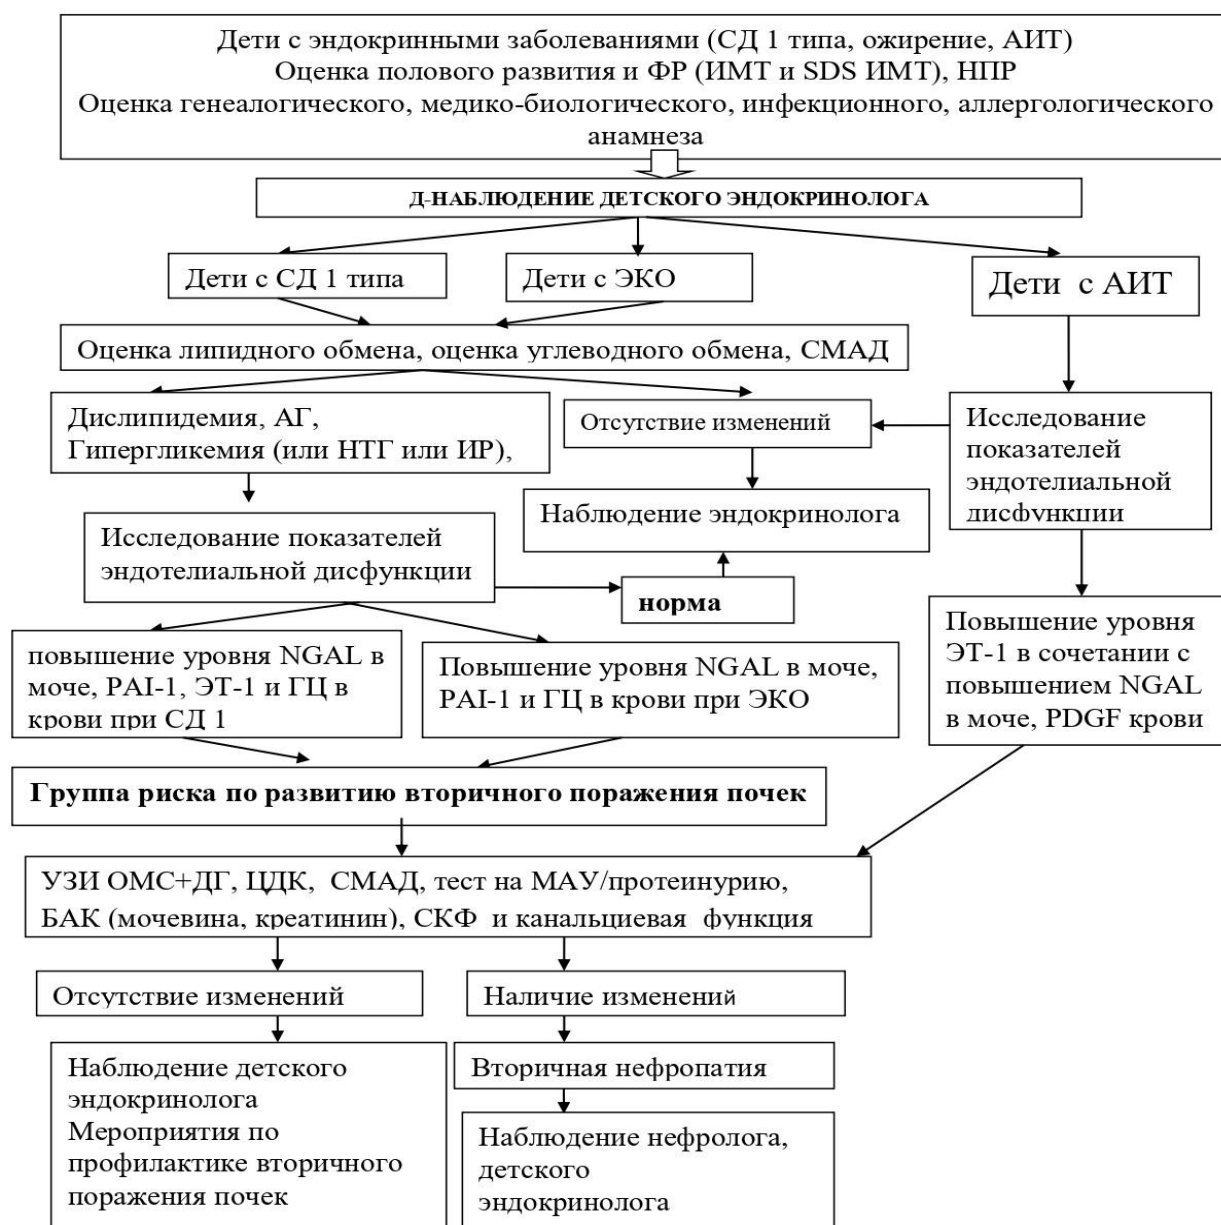 Дети с эндокринными заболеваниями (СД 1 типа, ожирение, АИТ)
Оценка полового развития и ФР (ИМТ и SDS ИМТ), НПР
Оценка генеалогического, медико-биологического, инфекционного, аллергологического
анамнеза
Д-НАБЛЮДЕНИЕ ДЕТСКОГО ЭНДОКРИНОЛОГА
Дети с СД 1 типа
Дети с ЭКО
Дети с АИТ
Оценка липидного обмена, оценка углеводного обмена, СМАД
Дислипидемия, АГ,
Гипергликемия (или НТГ или ИР),
Отсутствие изменений
Исследование
показателей
эндотелиальной
дисфункции
Наблюдение эндокринолога
Исследование показателей
эндотелиальной дисфункции
норма
повышение уровня NGAL в
моче, PAI-1, ЭТ-1 и ГЦ в
крови при СД 1
Повышение уровня NGAL в моче,
PAI-1 и ГЦ в крови при ЭКО
Повышение уровня
ЭТ-1 в сочетании с
повышением NGAL
в моче, PDGF крови
Группа риска по развитию вторичного поражения почек
УЗИ ОМС+ДГ, ЦДК, СМАД, тест на МАУ/протеинурию,
БАК (мочевина, креатинин), СКФ и канальциевая функция
Отсутствие изменений
Наличие изменений
Наблюдение детского
эндокринолога
Мероприятия по
профилактике вторичного
поражения почек
Вторичная нефропатия
Наблюдение нефролога,
детского
эндокринолога